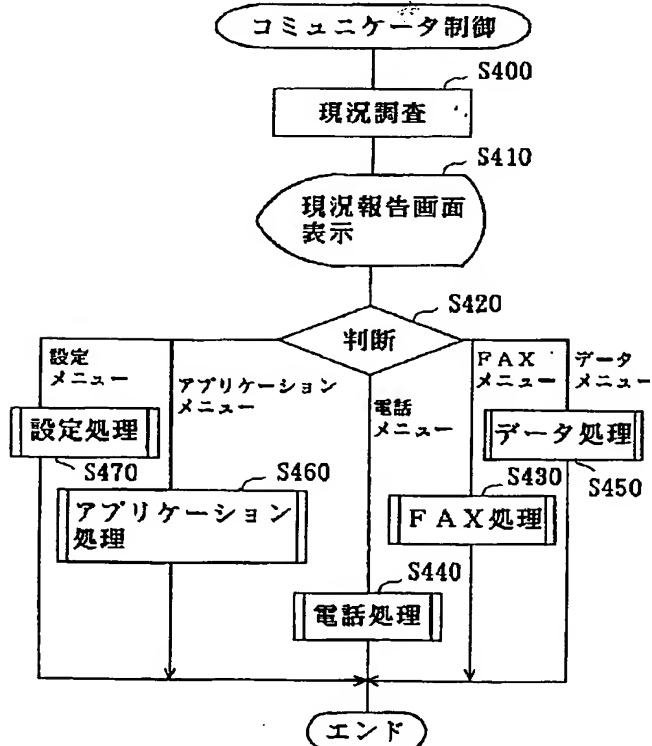 コミュニケータ制御
S400
現況調査
S410
現況報告画面
表示
S420
判断
設定
メニュー
アプリケーション
メニュー
電話
メニュー
FAX
メニュー
データ
メニュー
設定処理
S470
データ処理
S450
S460
アプリケーション
処理
S430
FAX処理
S440
電話処理
エンド